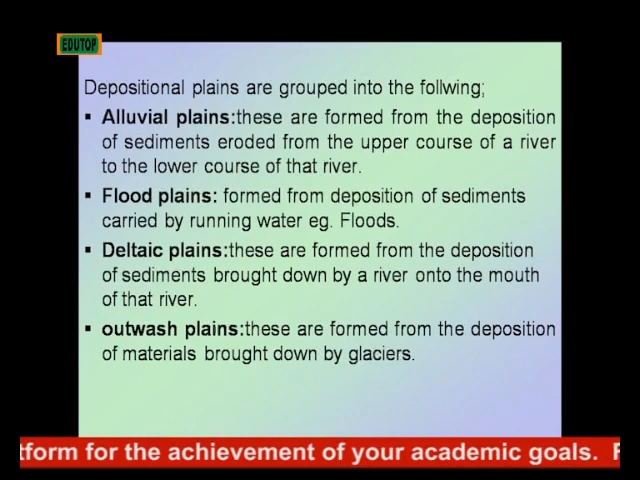 EDUTOP
Depositional plains are grouped into the follwing;
▪ Alluvial plains:these are formed from the deposition
of sediments eroded from the upper course of a river
to the lower course of that river.
▪ Flood plains: formed from deposition of sediments
carried by running water eg. Floods.
▪ Deltaic plains:these are formed from the deposition
of sediments brought down by a river onto the mouth
of that river.
▪ outwash plains:these are formed from the deposition
of materials brought down by glaciers.
tform for the achievement of your academic goals. F